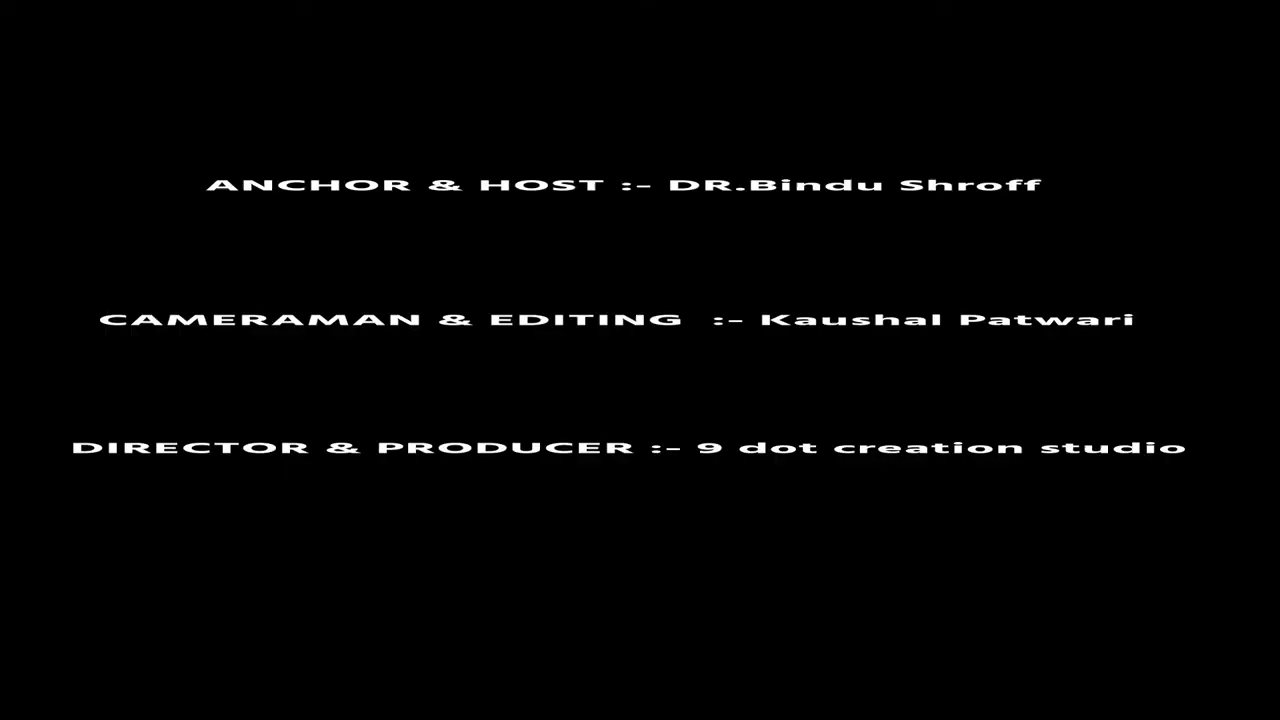 ANCHOR & HOST :- DR.Bindu Shroff
CAMERAMAN & EDITING :- Kaushal Patwari
DIRECTOR & PRODUCER :- 9 dot creation studio